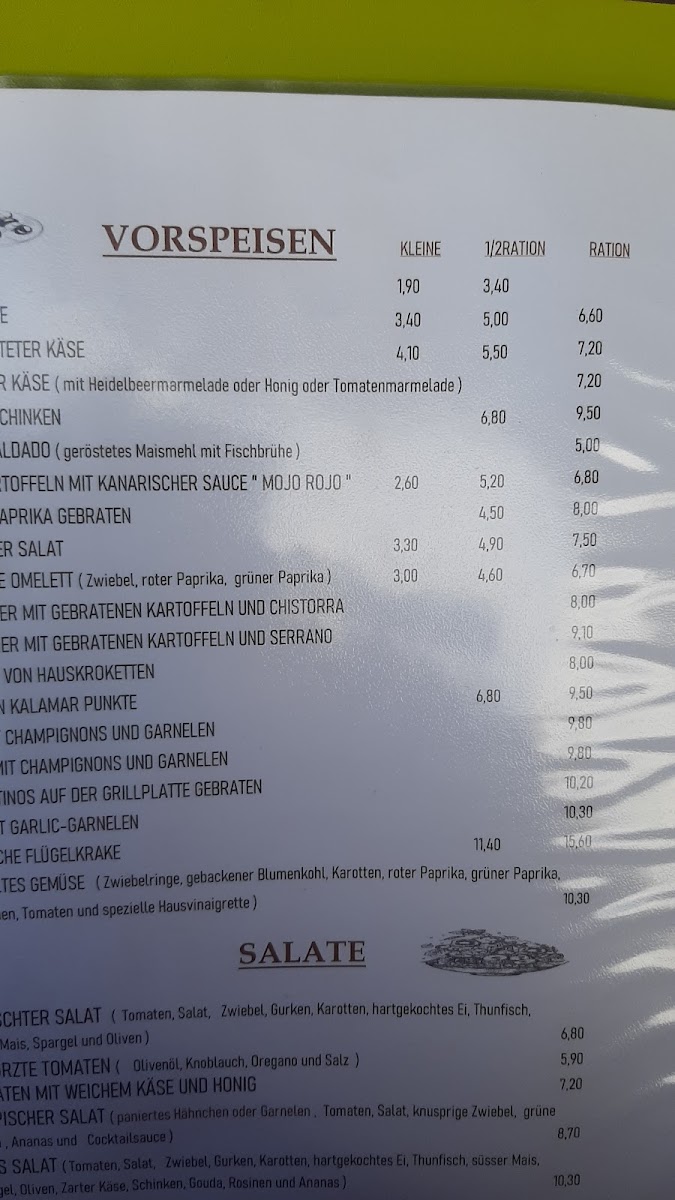 VORSPEISEN KLEINE 1/2RATION RATION
1,90 3,40
E 3,40 5,00 6,60
TETER KÄSE 4,10 5,50 7,20
R KÄSE ( mit Heidelbeermarmelade oder Honig oder Tomatenmarmelade ) 7,20
CHINKEN 6,80 9,50
ALDADO ( geröstetes Maismehl mit Fischbrühe ) 5,00
TOFFELN MIT KANARISCHER SAUCE " MOJO ROJO " 2,60 5,20 6,80
APRIKA GEBRATEN 4,50 8,00
ER SALAT 3,30 4,90 7,50
E OMELETT ( Zwiebel, roter Paprika, grüner Paprika ) 3,00 4,60 6,70
ER MIT GEBRATENEN KARTOFFELN UND CHISTORRA 8,00
ER MIT GEBRATENEN KARTOFFELN UND SERRANO 9,10
VON HAUSKROKETTEN 8,00
N KALAMAR PUNKTE 6,80 9,50
CHAMPIGNONS UND GARNELEN 9,80
MIT CHAMPIGNONS UND GARNELEN 9,80
TINOS AUF DER GRILLPLATTE GEBRATEN 10,20
T GARLIC-GARNELEN 10,30
CHE FLÜGELKRAKE 11,40 15,60
TES GEMÜSE ( Zwiebelringe, gebackener Blumenkohl, Karotten, roter Paprika, grüner Paprika,
en, Tomaten und spezielle Hausvinaigrette ) 10,30
SALATE
SCHTER SALAT ( Tomaten, Salat, Zwiebel, Gurken, Karotten, hartgekochtes Ei, Thunfisch,
Mais, Spargel und Oliven ) 6,80
RZTE TOMATEN ( Olivenöl, Knoblauch, Oregano und Salz ) 5,90
ATEN MIT WEICHEM KÄSE UND HONIG 7,20
PISCHER SALAT ( paniertes Hähnchen oder Garnelen , Tomaten, Salat, knusprige Zwiebel, grüne
, Ananas und Cocktailsauce ) 8,70
S SALAT ( Tomaten, Salat, Zwiebel, Gurken, Karotten, hartgekochtes Ei, Thunfisch, süsser Mais,
gel, Oliven, Zarter Käse, Schinken, Gouda, Rosinen und Ananas ) 10,30